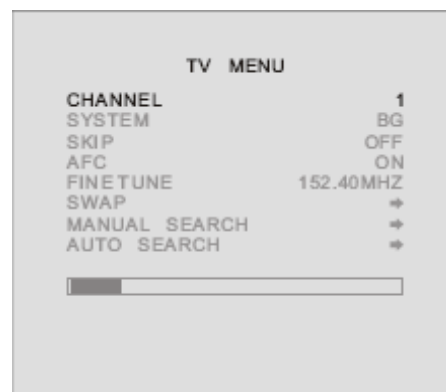 TV MENU
CHANNEL 1
SYSTEM BG
SKIP OFF
AFC ON
FINETUNE 152.40MHZ
SWAP ➡
MANUAL SEARCH ➡
AUTO SEARCH ➡